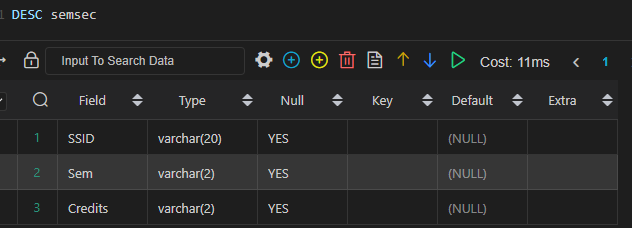 1 DESC semsec
Input To Search Data Cost: 11ms 1
Field Type Null Key Default Extra
1 SSID varchar(20) YES (NULL)
2 Sem varchar(2) YES (NULL)
3 Credits varchar(2) YES (NULL)